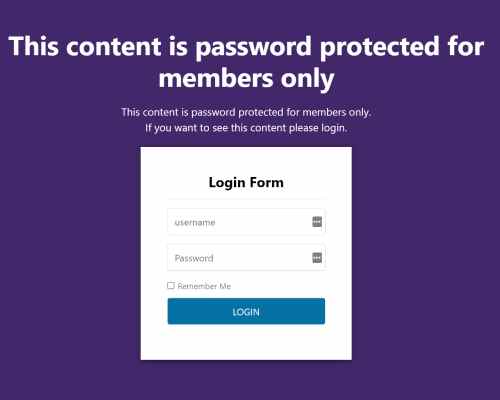 This content is password protected for
members only
This content is password protected for members only.
If you want to see this content please login.
Login Form
username
Password
Remember Me
LOGIN